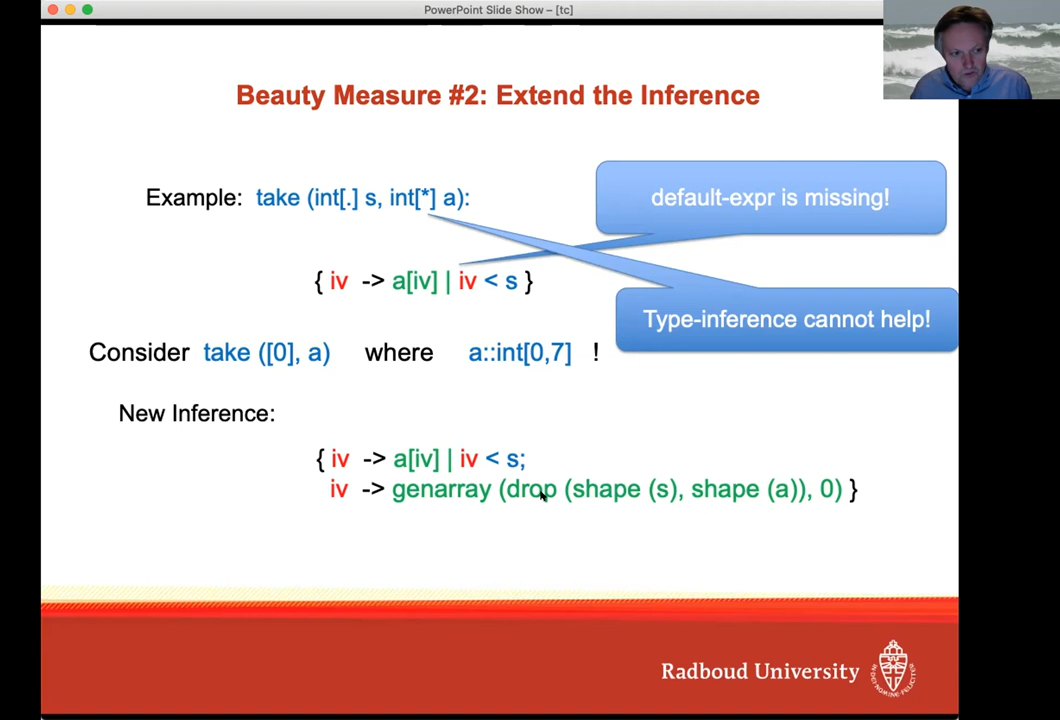 PowerPoint Slide Show – [tc]
Beauty Measure #2: Extend the Inference
Example: take (int[.] s, int[*] a):
default-expr is missing!
{ iv -> a[iv] | iv < s }
Type-inference cannot help!
Consider take ([0], a) where a::int[0,7] !
New Inference:
{ iv -> a[iv] | iv < s;
iv -> genarray (drop (shape (s), shape (a)), 0) }
Radboud University